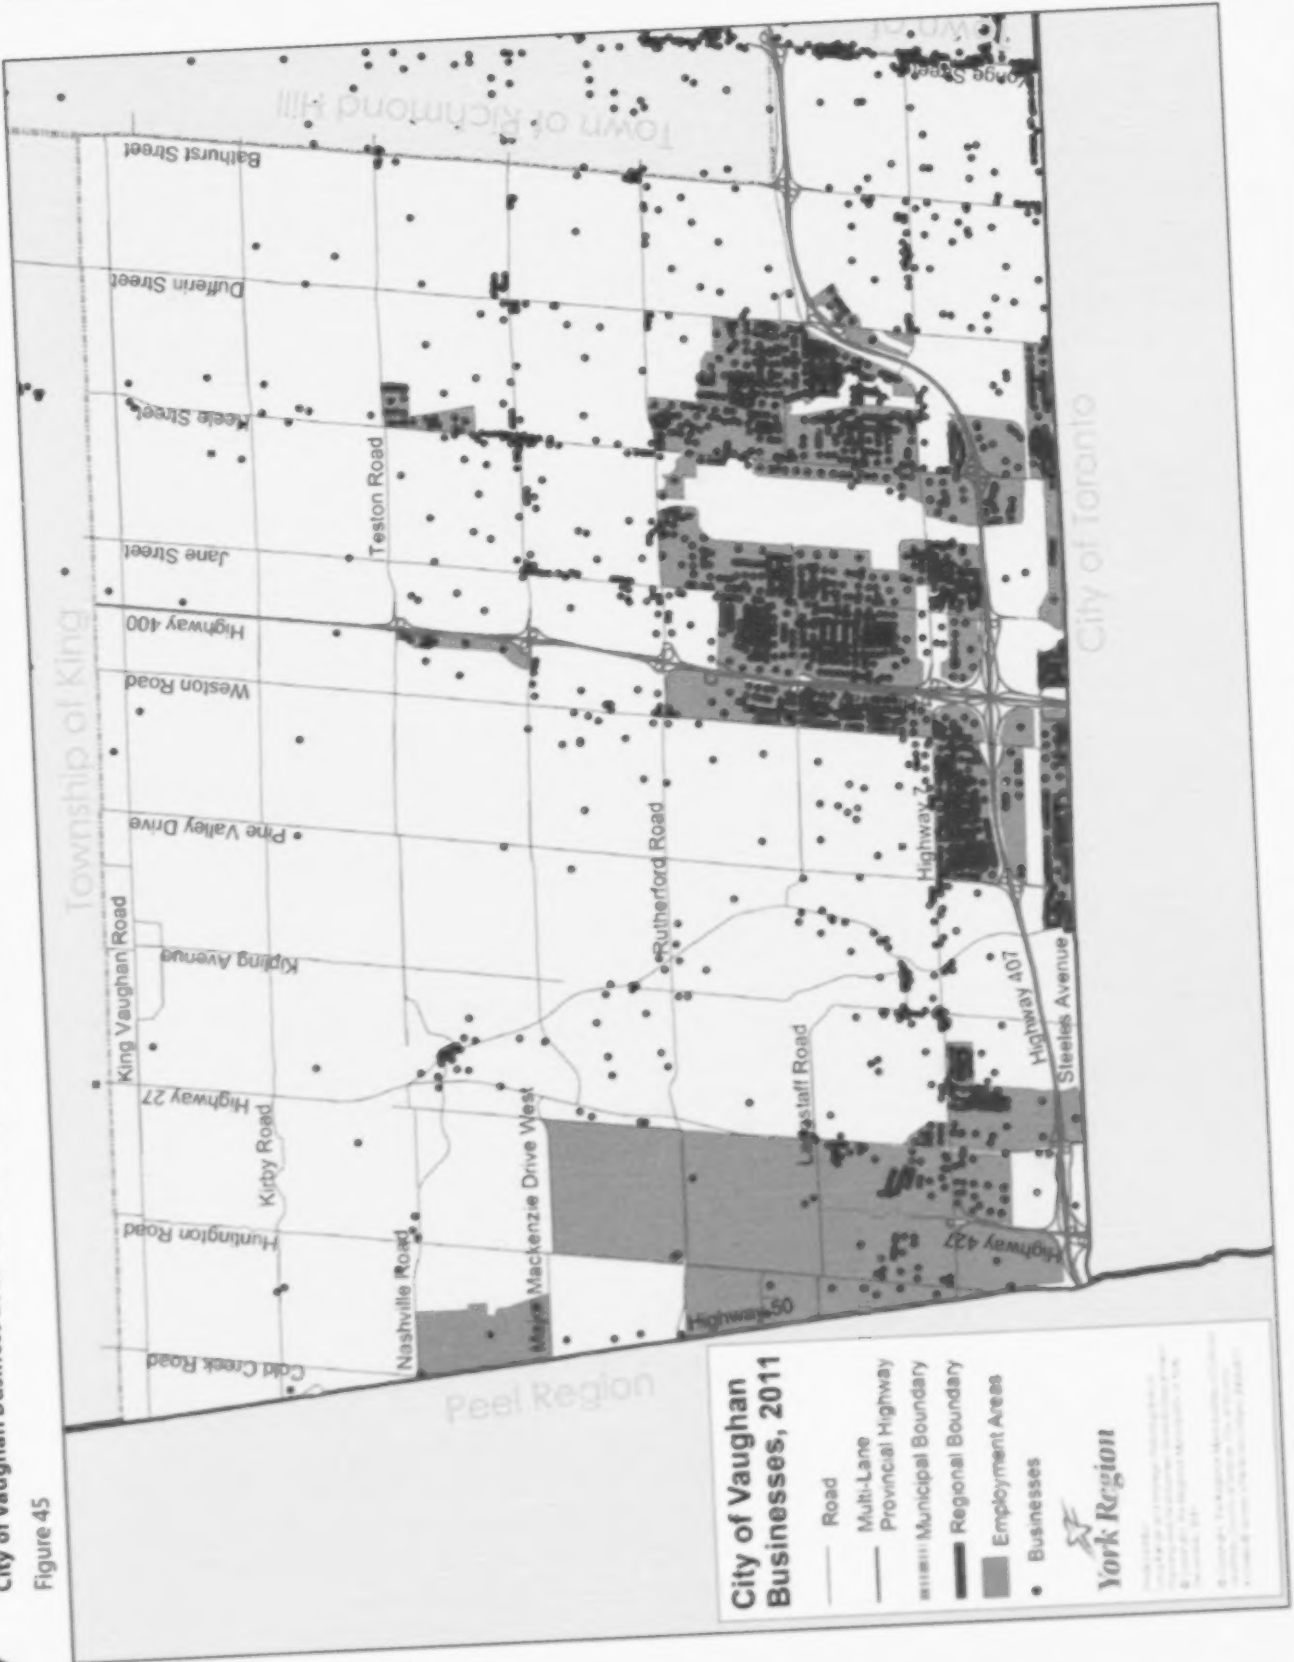 Figure 45
Township of King
Town of Richmond Hill
City of Toronto
Peel Region
Bathurst Street
Dufferin Street
Keele Street
Jane Street
Highway 400
Weston Road
Pine Valley Drive
Kipling Avenue
Highway 27
Huntington Road
Cold Creek Road
King Vaughan Road
Kirby Road
Teston Road
Nashville Road
Major Mackenzie Drive West
Rutherford Road
Langstaff Road
Highway 7
Highway 407
Steeles Avenue
Highway 427
Highway 50
Yonge Street
Town of
City of Vaughan
Businesses, 2011
Road
Multi-Lane
Provincial Highway
Municipal Boundary
Regional Boundary
Employment Areas
Businesses
York Region